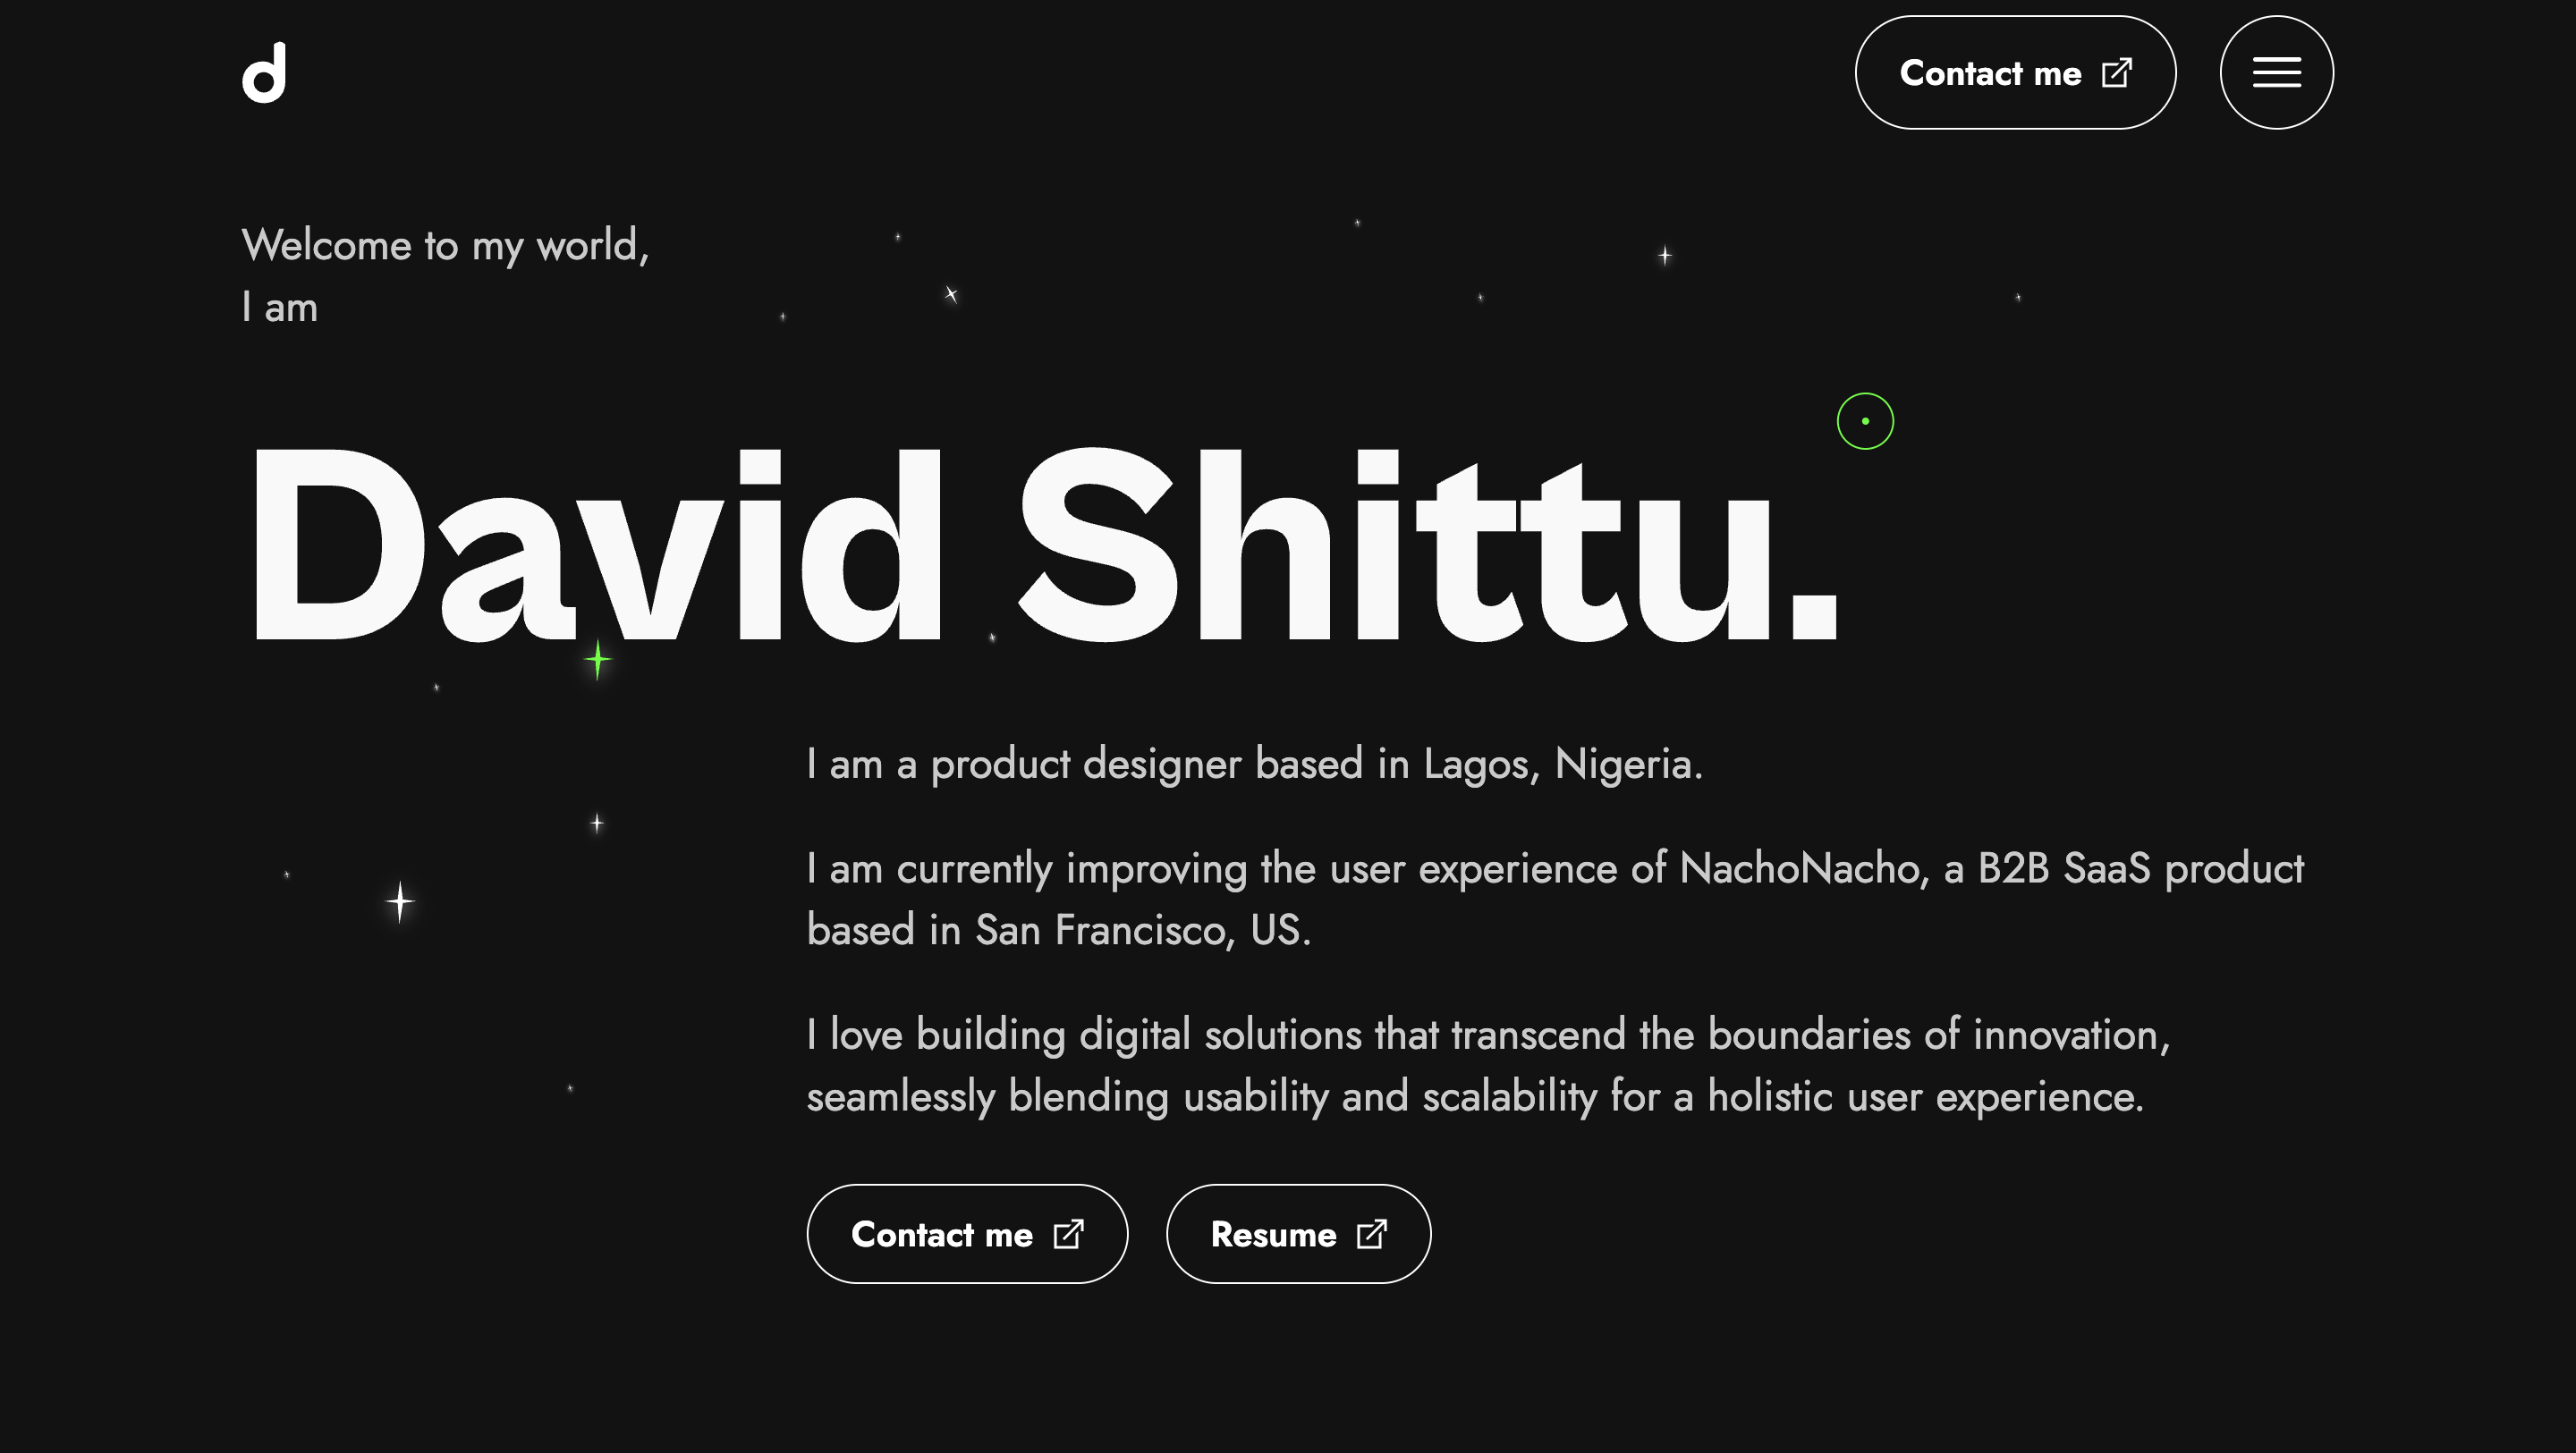 d
Contact me
Welcome to my world,
I am
David Shittu.
I am a product designer based in Lagos, Nigeria.
I am currently improving the user experience of NachoNacho, a B2B SaaS product
based in San Francisco, US.
I love building digital solutions that transcend the boundaries of innovation,
seamlessly blending usability and scalability for a holistic user experience.
Contact me
Resume